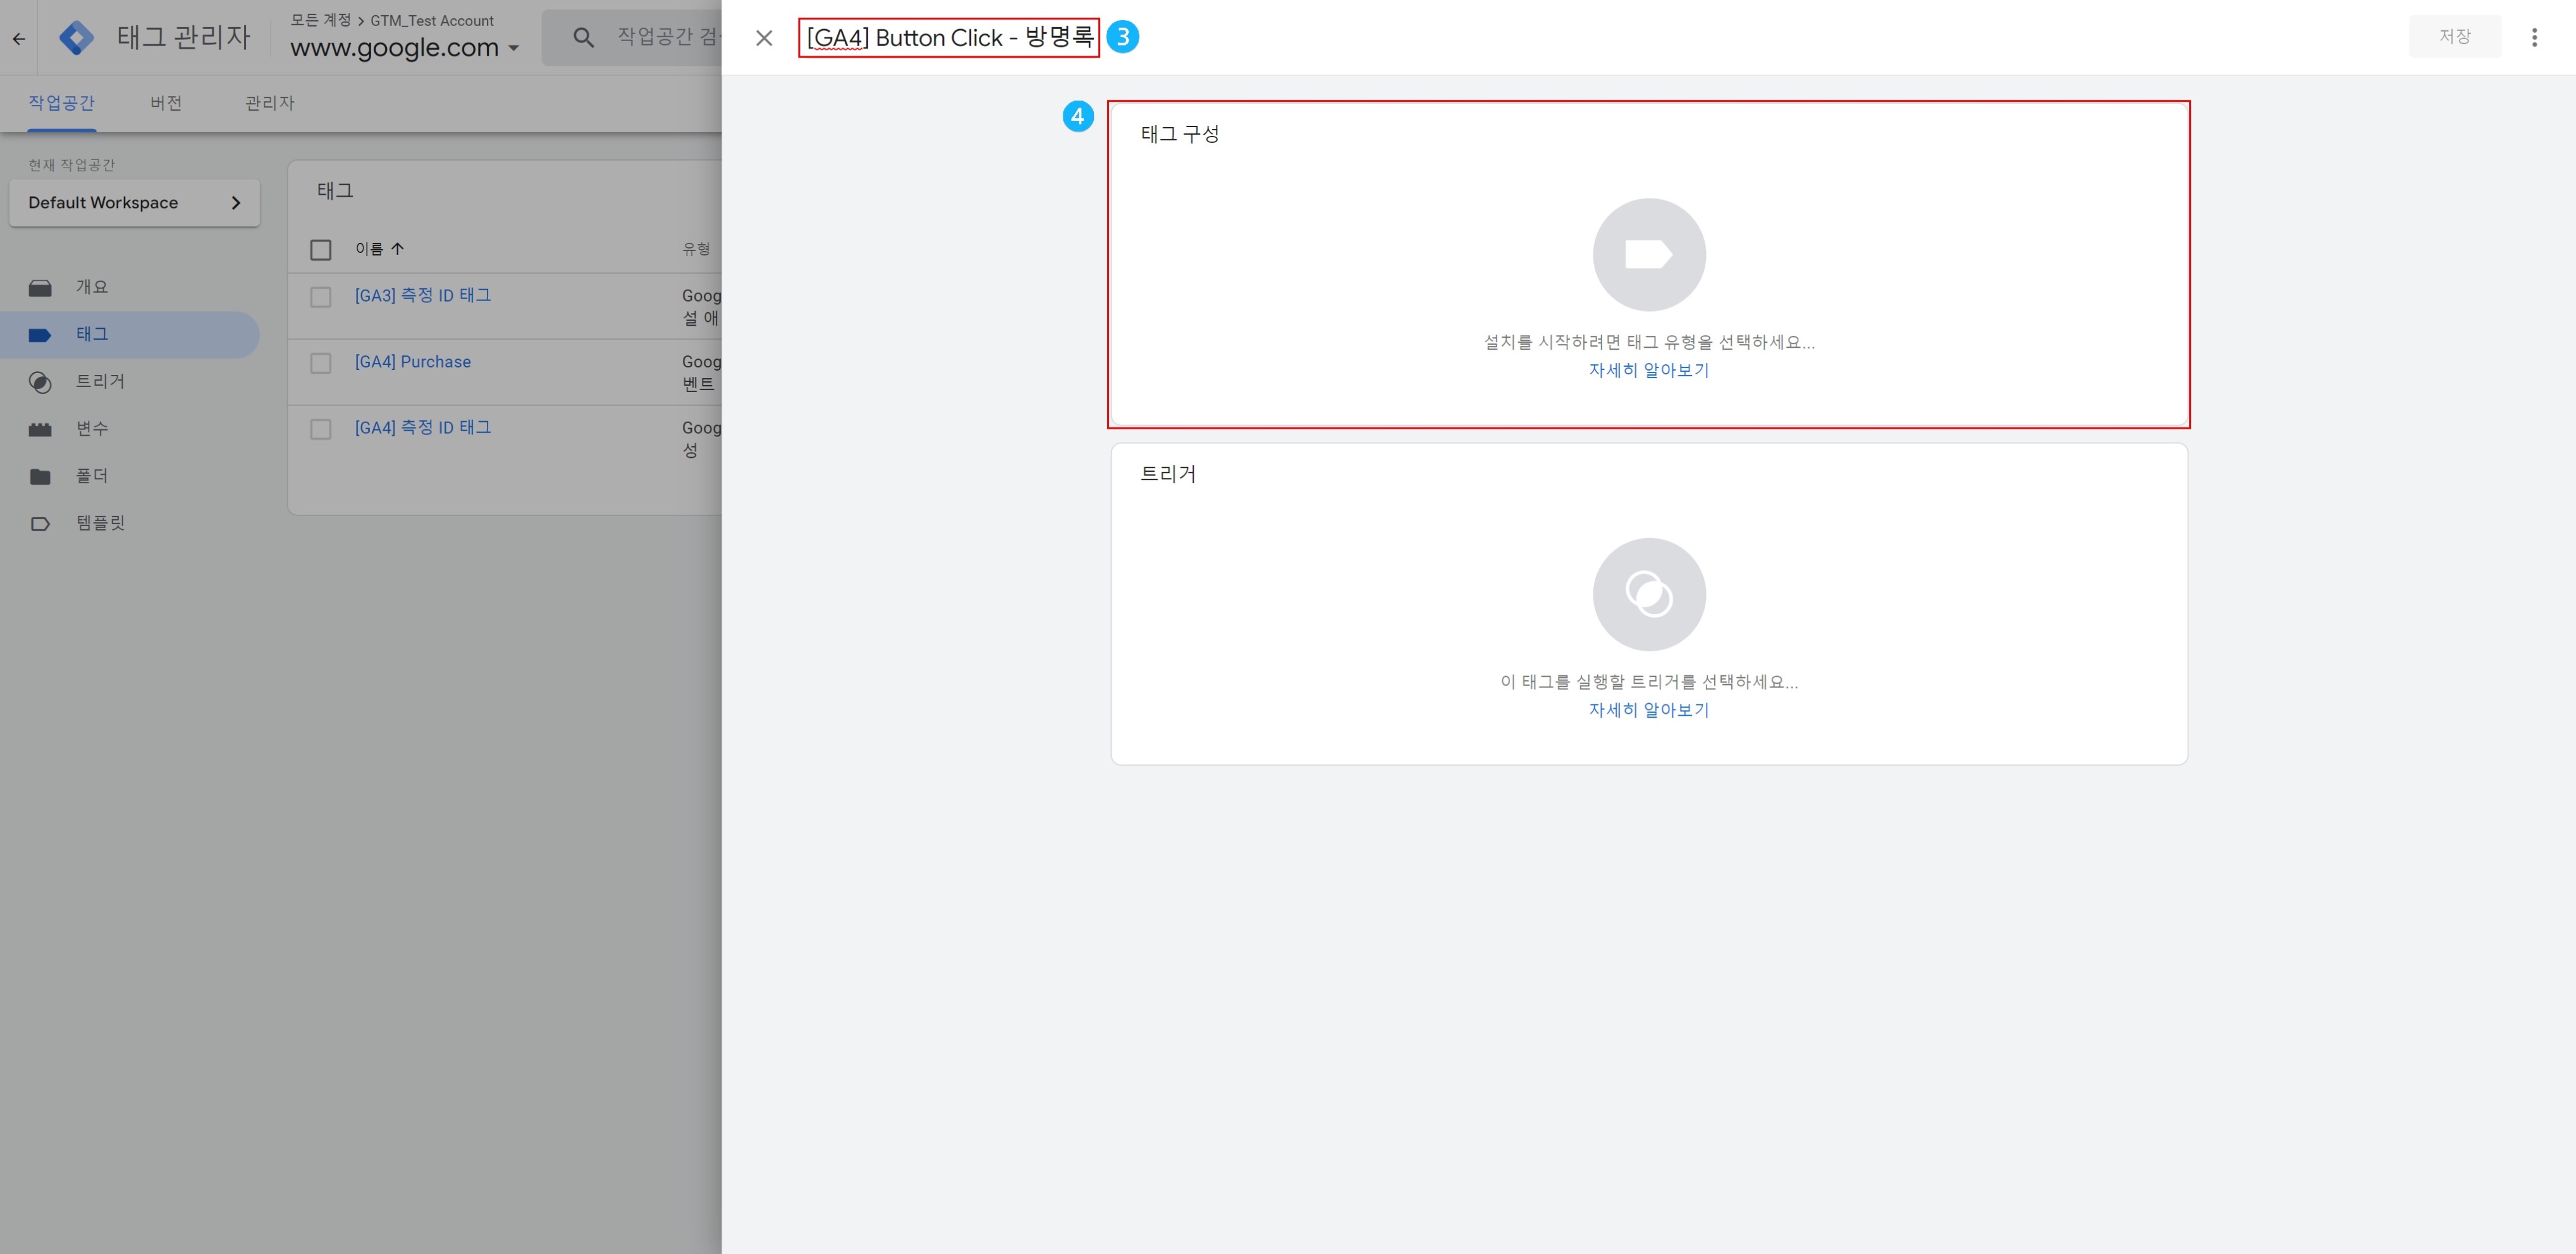 태그 관리자
모든 계정 > GTM_Test Account
www.google.com
작업공간 검
[GA4] Button Click - 방명록
3
저장
작업공간
버전
관리자
현재 작업공간
Default Workspace
개요
태그
트리거
변수
폴더
템플릿
태그
이름
유형
[GA3] 측정 ID 태그
Goog
설 애
[GA4] Purchase
Goog
벤트
[GA4] 측정 ID 태그
Goog
성
4
태그 구성
설치를 시작하려면 태그 유형을 선택하세요...
자세히 알아보기
트리거
이 태그를 실행할 트리거를 선택하세요...
자세히 알아보기